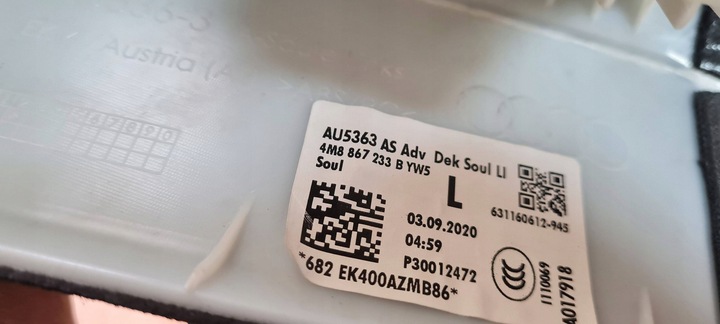 Austria
AU5363 AS Adv Dek Soul LI
4M8 867 233 B YW5
Soul
L
631160612-945
03.09.2020
04:59
P30012472
*682 EK400AZMB86*
1110069
A017918